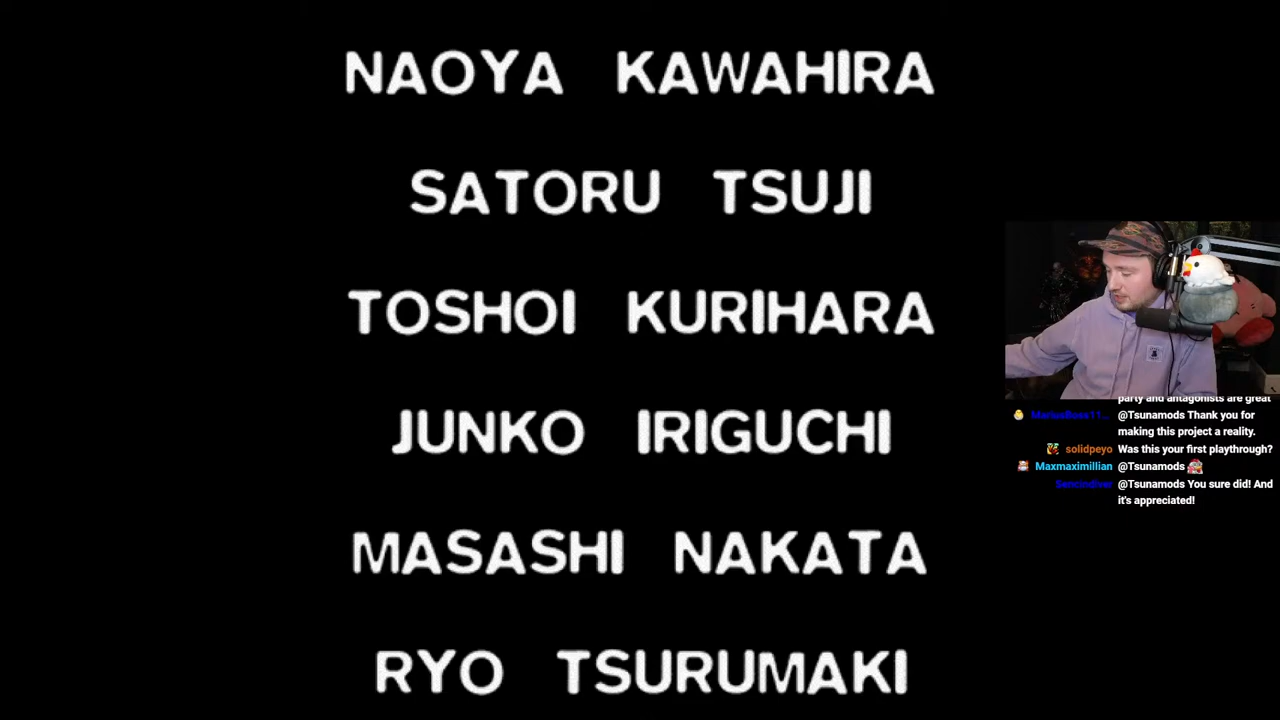 NAOYA KAWAHIRA
SATORU TSUJI
TOSHOI KURIHARA
JUNKO IRIGUCHI
MASASHI NAKATA
RYO TSURUMAKI
party and antagonists are great
MariusBoss11... @Tsunamods Thank you for
making this project a reality.
solidpeyo Was this your first playthrough?
Maxmaximillian @Tsunamods
@Tsunamods You sure did! And
it's appreciated!